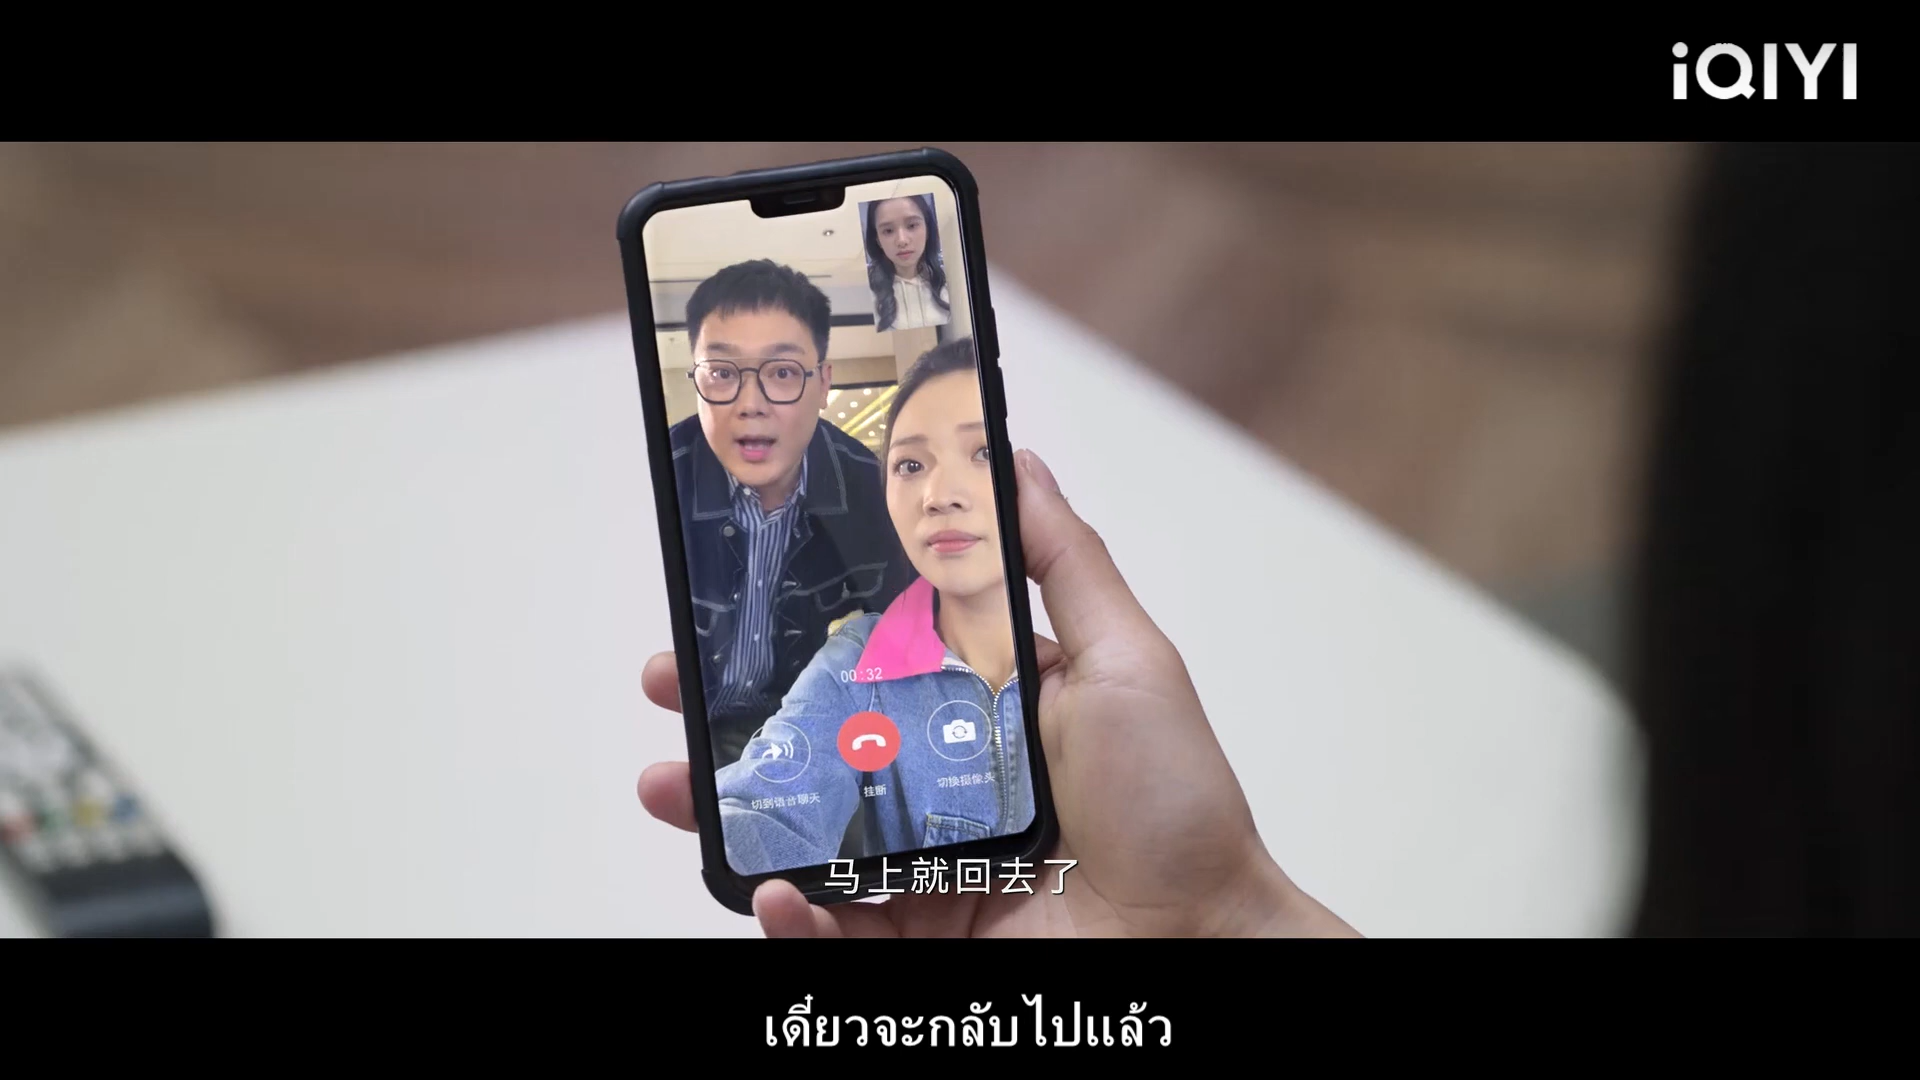 iQIYI
00:32
切到语音聊天
挂断
切换摄像头
马上就回去了
เดี๋ยวจะกลับไปแล้ว